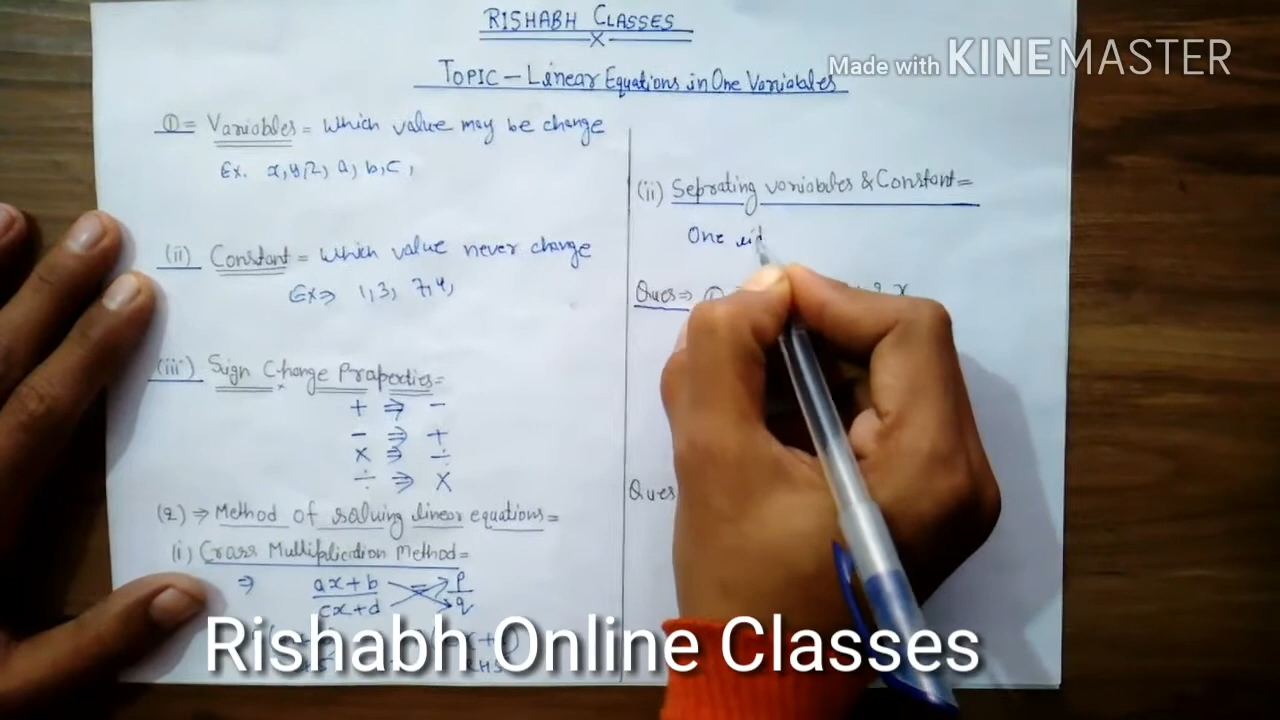 RISHABH CLASSES
Made with KINEMASTER
TOPIC - Linear Equations in One Variables
① = Variables = Which value may be change
Ex. x, y, z, a, b, c,
(ii) Constant = Which value never change
Ex ⇒ 1, 3, 7, 4,
(iii) Sign Change Properties =
+ ⇒ -
- ⇒ +
× ⇒ ÷
÷ ⇒ ×
(2) ⇒ Method of solving linear equations =
(i) Cross Multiplication Method =
⇒ ax+b = p
cx+d q
(ii) Seprating variables & Constant =
One
Ques ⇒ ①
Ques
Rishabh Online Classes